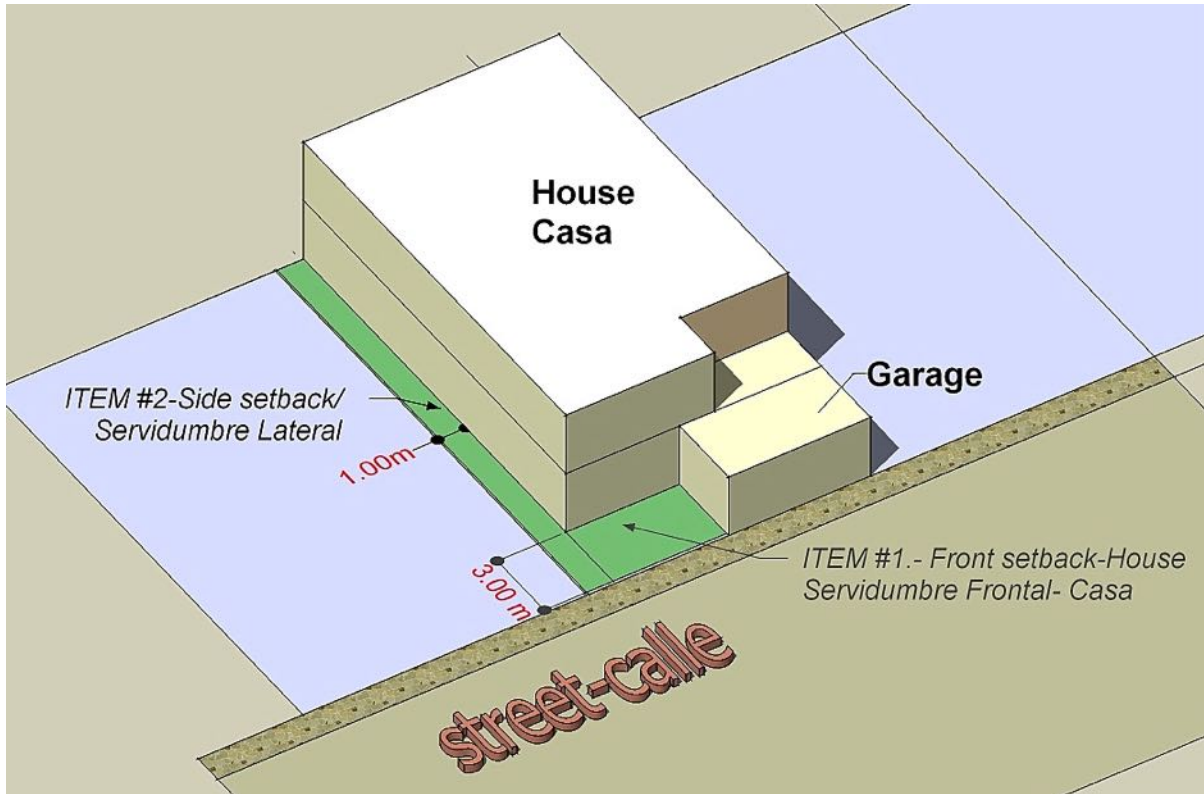 House
Casa
Garage
ITEM #2-Side setback/
Servidumbre Lateral
1.00m
3.00 m
ITEM #1.- Front setback-House
Servidumbre Frontal- Casa
street-calle